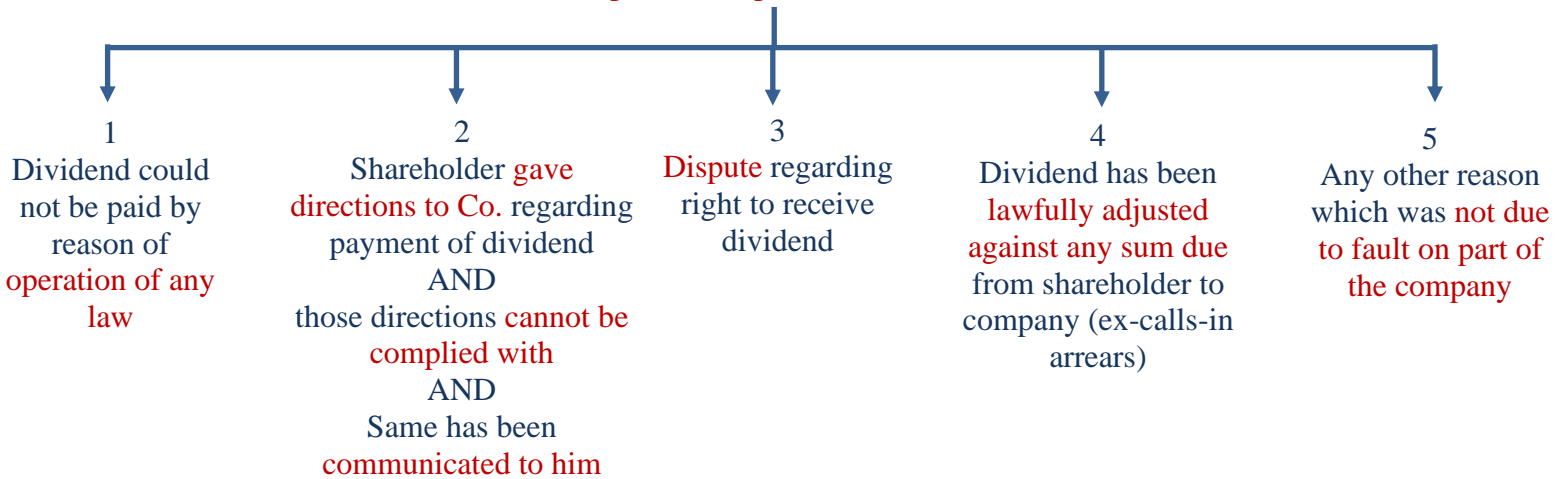 1
Dividend could
not be paid by
reason of
operation of any
law
2
Shareholder gave
directions to Co. regarding
payment of dividend
AND
those directions cannot be
complied with
AND
Same has been
communicated to him
3
Dispute regarding
right to receive
dividend
4
Dividend has been
lawfully adjusted
against any sum due
from shareholder to
company (ex-calls-in
arrears)
5
Any other reason
which was not due
to fault on part of
the company